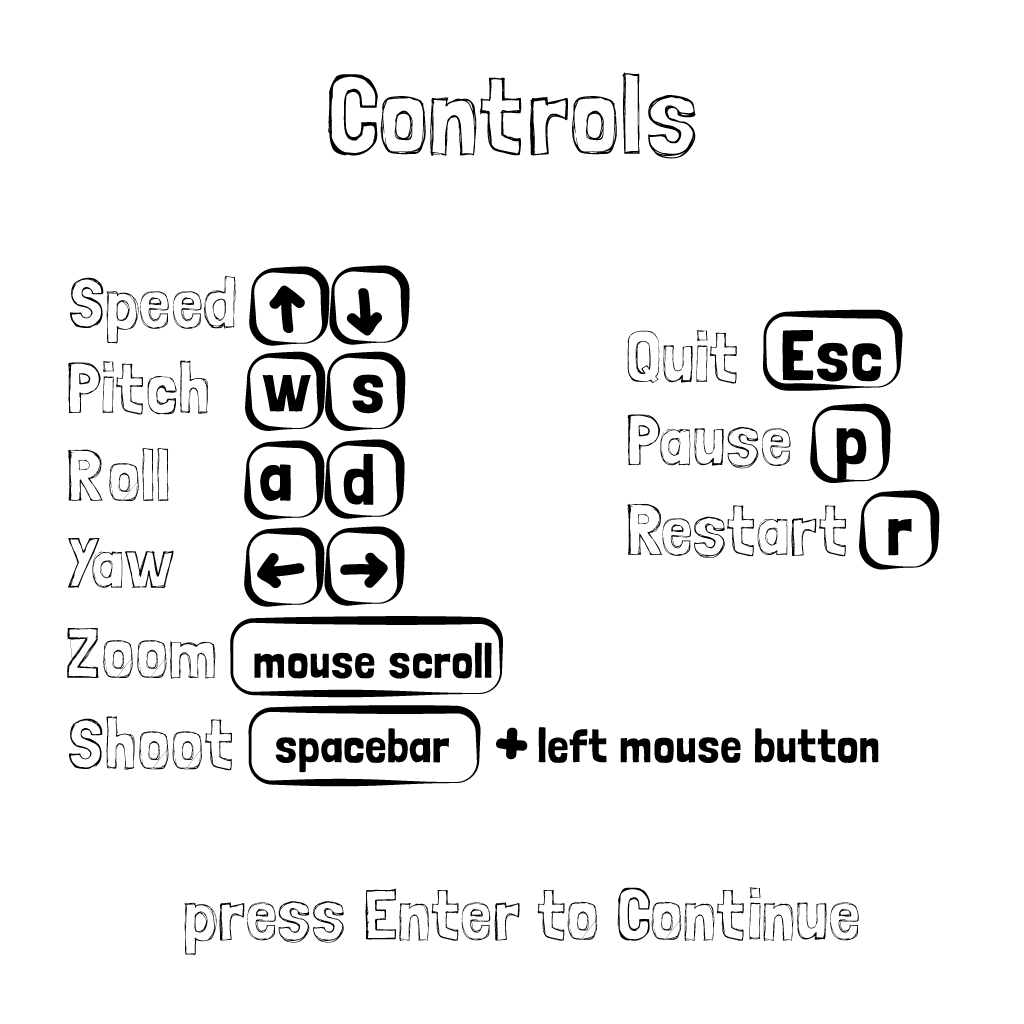 Controls
Speed ↑ ↓
Pitch w s
Roll a d
Yaw ← →
Zoom mouse scroll
Shoot spacebar + left mouse button
Quit Esc
Pause p
Restart r
press Enter to Continue